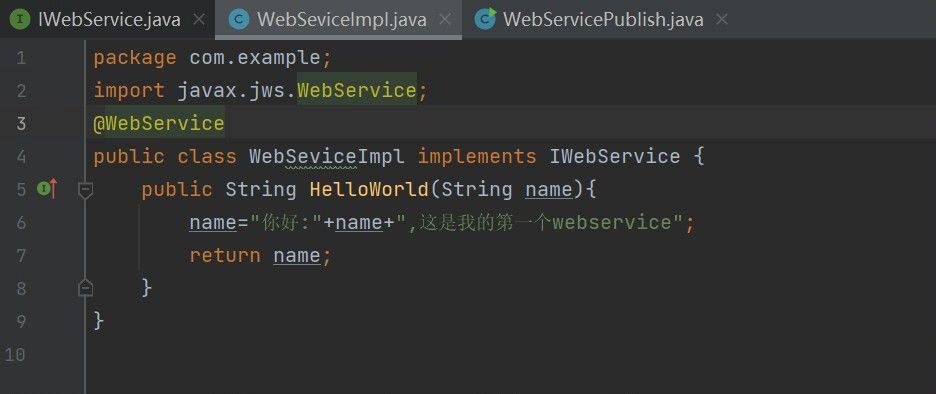 IWebService.java
WebSeviceImpl.java
WebServicePublish.java
1 package com.example;
2 import javax.jws.WebService;
3 @WebService
4 public class WebSeviceImpl implements IWebService {
5 public String HelloWorld(String name){
6 name="你好:"+name+",这是我的第一个webservice";
7 return name;
8 }
9 }
10